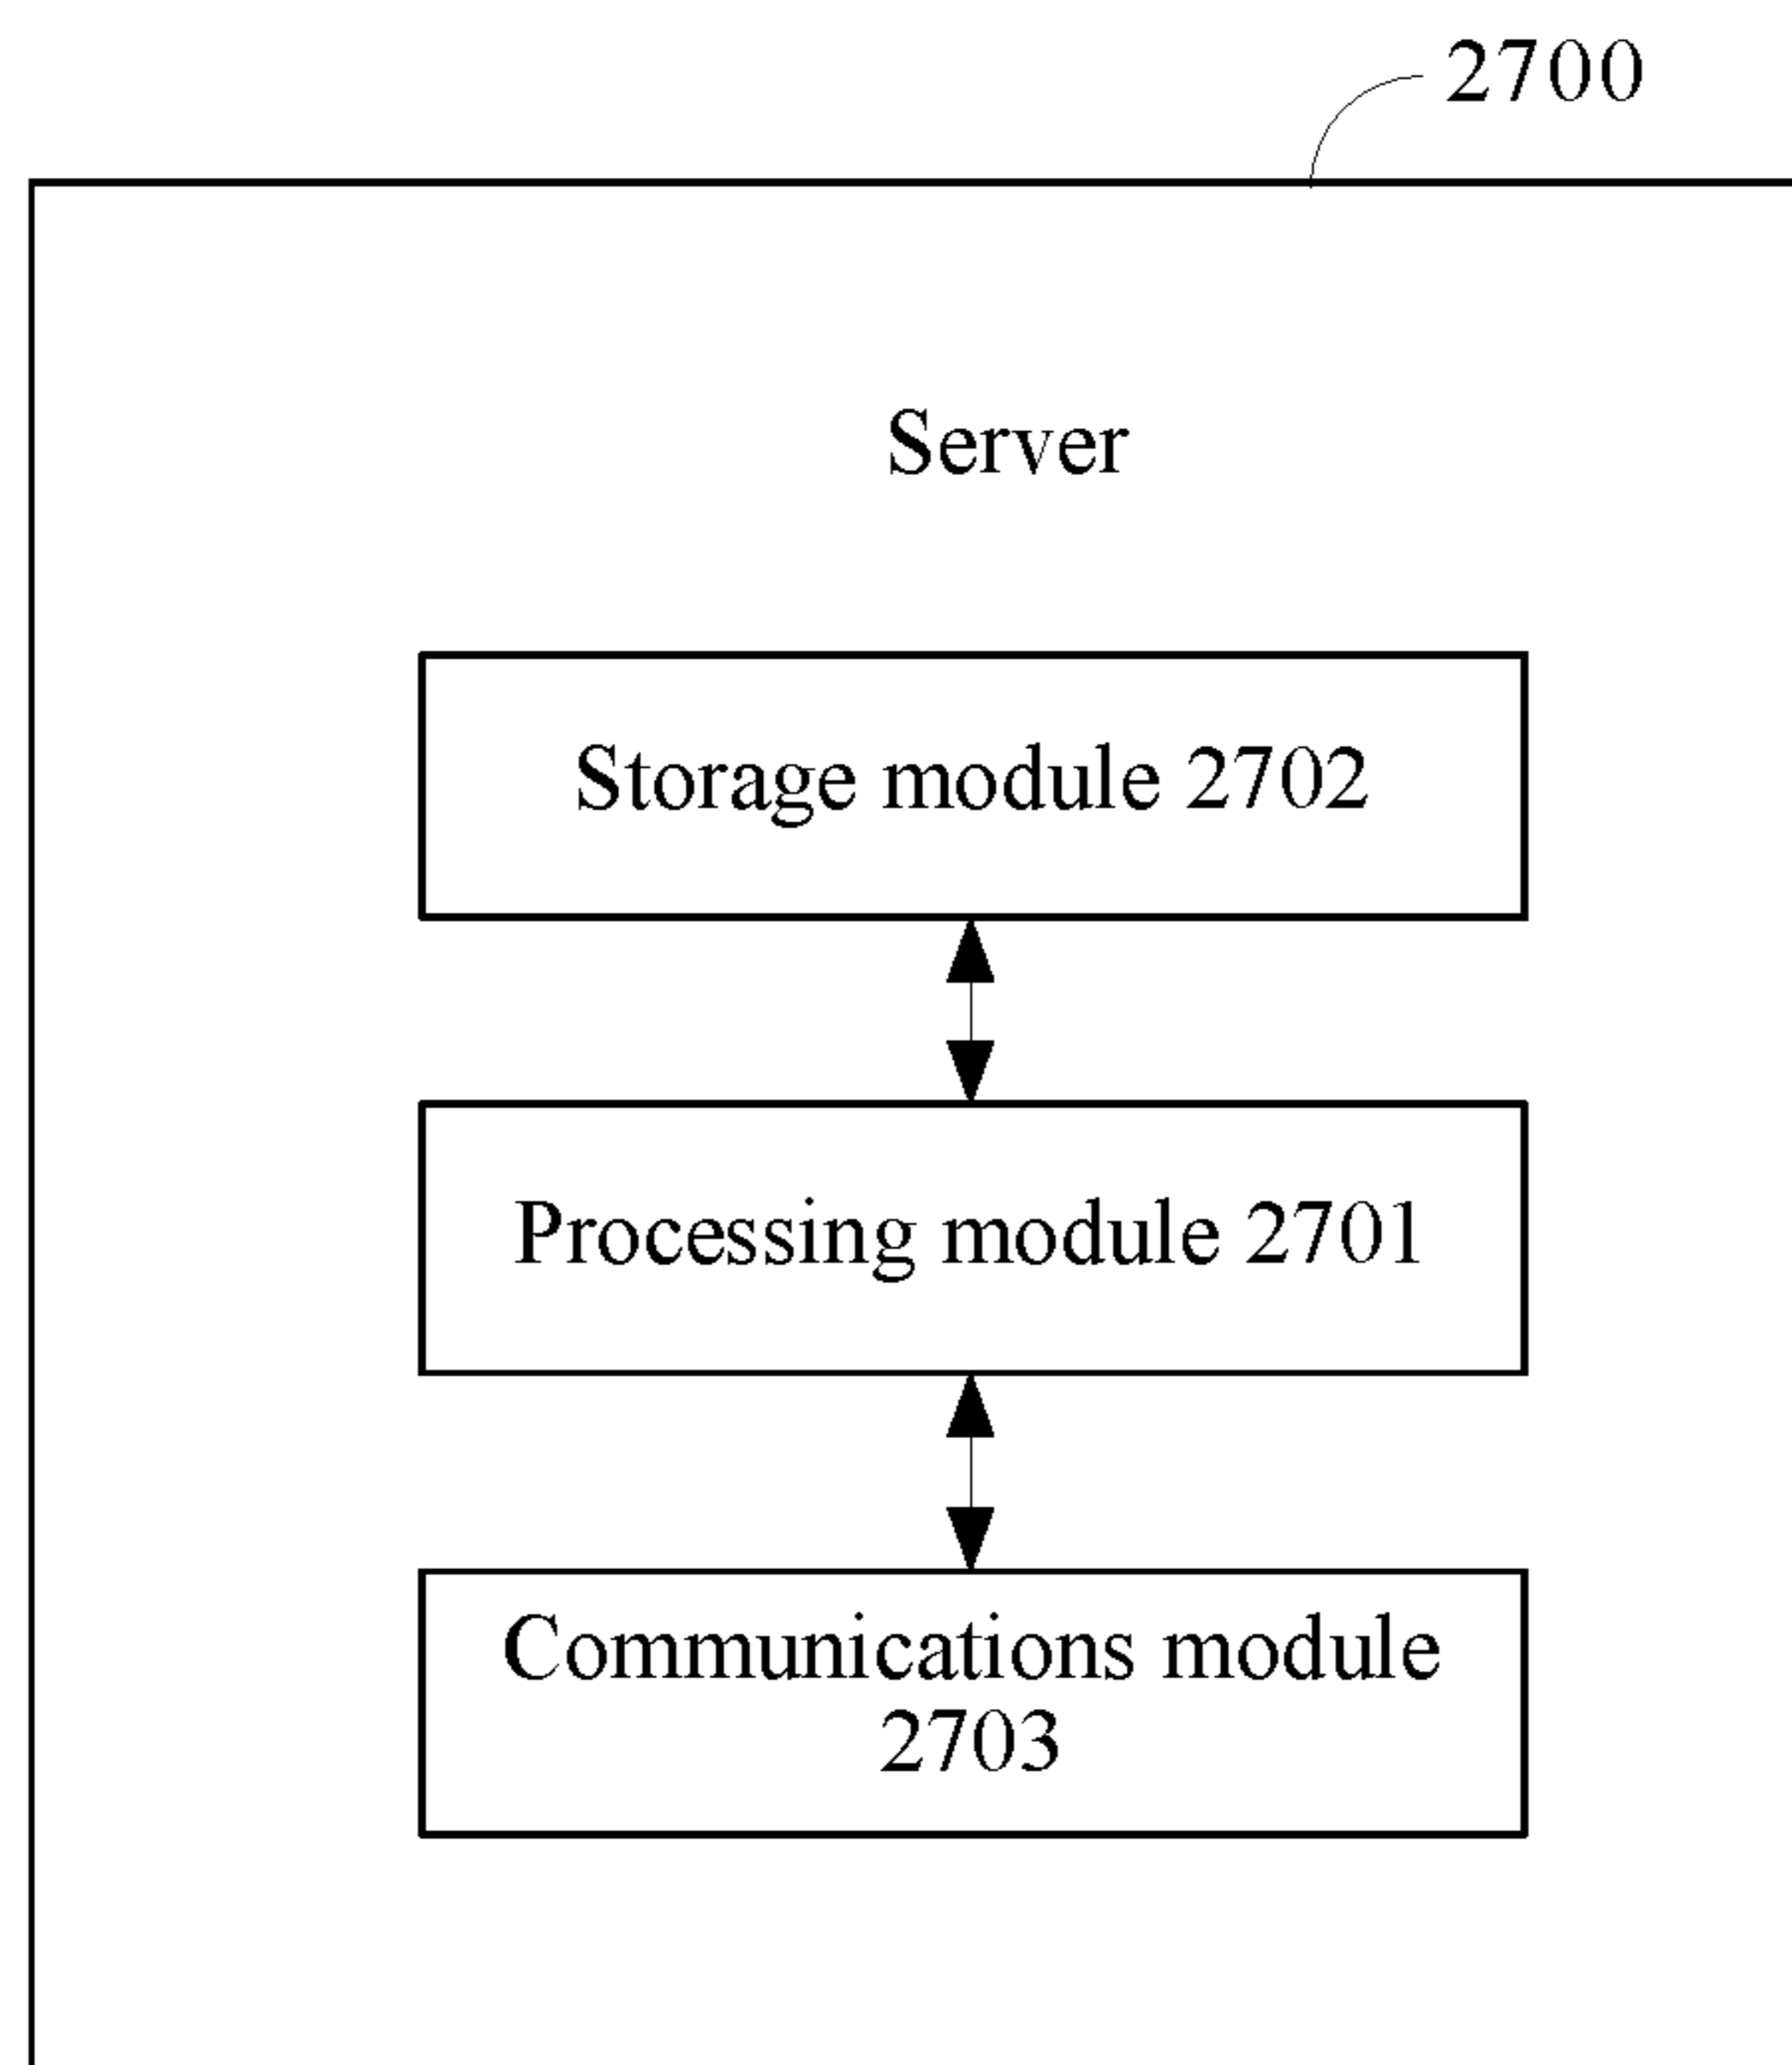 2700
Server
Storage module 2702
Processing module 2701
Communications module
2703